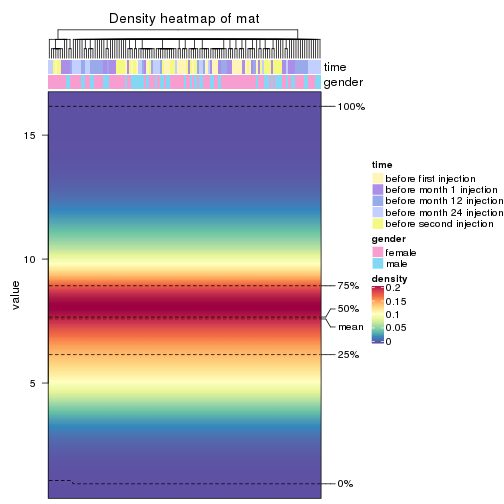 Density heatmap of mat
time
gender
100%
75%
50%
mean
25%
0%
value
15
10
5
time
before first injection
before month 1 injection
before month 12 injection
before month 24 injection
before second injection
gender
female
male
density
0.2
0.15
0.1
0.05
0